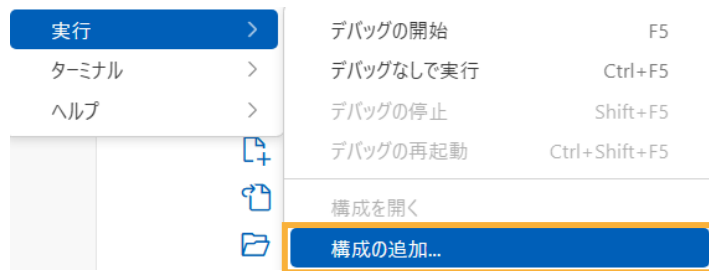 実行
ターミナル
ヘルプ
デバッグの開始 F5
デバッグなしで実行 Ctrl+F5
デバッグの停止 Shift+F5
デバッグの再起動 Ctrl+Shift+F5
構成を開く
構成の追加...